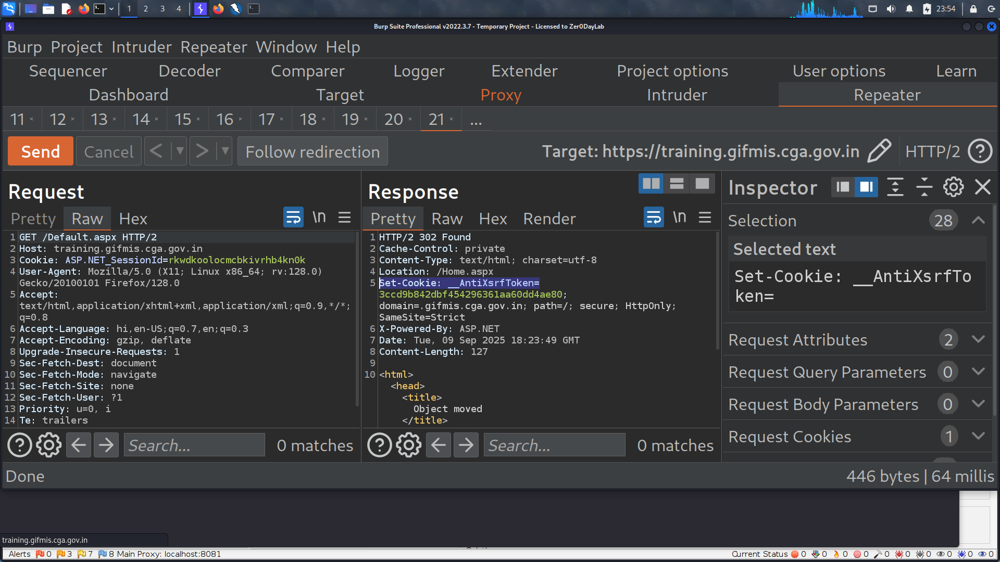 1 2 3 4 23:54
Burp Suite Professional v2022.3.7 - Temporary Project - Licensed to Zer0DayLab
Burp Project Intruder Repeater Window Help
Sequencer Decoder Comparer Logger Extender Project options User options Learn
Dashboard Target Proxy Intruder Repeater
11 × 12 × 13 × 14 × 15 × 16 × 17 × 18 × 19 × 20 × 21 × ...
Send Cancel < > Follow redirection Target: https://training.gifmis.cga.gov.in HTTP/2 ?
Request
Pretty Raw Hex \n
1 GET /Default.aspx HTTP/2
2 Host: training.gifmis.cga.gov.in
3 Cookie: ASP.NET_SessionId=rkwdkoolocmcbkivrhb4kn0k
4 User-Agent: Mozilla/5.0 (X11; Linux x86_64; rv:128.0)
Gecko/20100101 Firefox/128.0
5 Accept:
text/html,application/xhtml+xml,application/xml;q=0.9,*/*;
q=0.8
6 Accept-Language: hi,en-US;q=0.7,en;q=0.3
7 Accept-Encoding: gzip, deflate
8 Upgrade-Insecure-Requests: 1
9 Sec-Fetch-Dest: document
10 Sec-Fetch-Mode: navigate
11 Sec-Fetch-Site: none
12 Sec-Fetch-User: ?1
13 Priority: u=0, i
14 Te: trailers
? Search... 0 matches
Response
Pretty Raw Hex Render \n
1 HTTP/2 302 Found
2 Cache-Control: private
3 Content-Type: text/html; charset=utf-8
4 Location: /Home.aspx
5 Set-Cookie: __AntiXsrfToken=
3ccd9b842dbf454296361aa60dd4ae80;
domain=.gifmis.cga.gov.in; path=/; secure; HttpOnly;
SameSite=Strict
6 X-Powered-By: ASP.NET
7 Date: Tue, 09 Sep 2025 18:23:49 GMT
8 Content-Length: 127
9
10 <html>
<head>
<title>
Object moved
</title>
? Search... 0 matches
Inspector
Selection 28
Selected text
Set-Cookie: __AntiXsrfTo
ken=
Request Attributes 2
Request Query Parameters 0
Request Body Parameters 0
Request Cookies 1
Done 446 bytes | 64 millis
training.gifmis.cga.gov.in
Alerts 0 3 7 8 Main Proxy: localhost:8081 Current Status 0 0 0 0 0 0 0 0 0 0